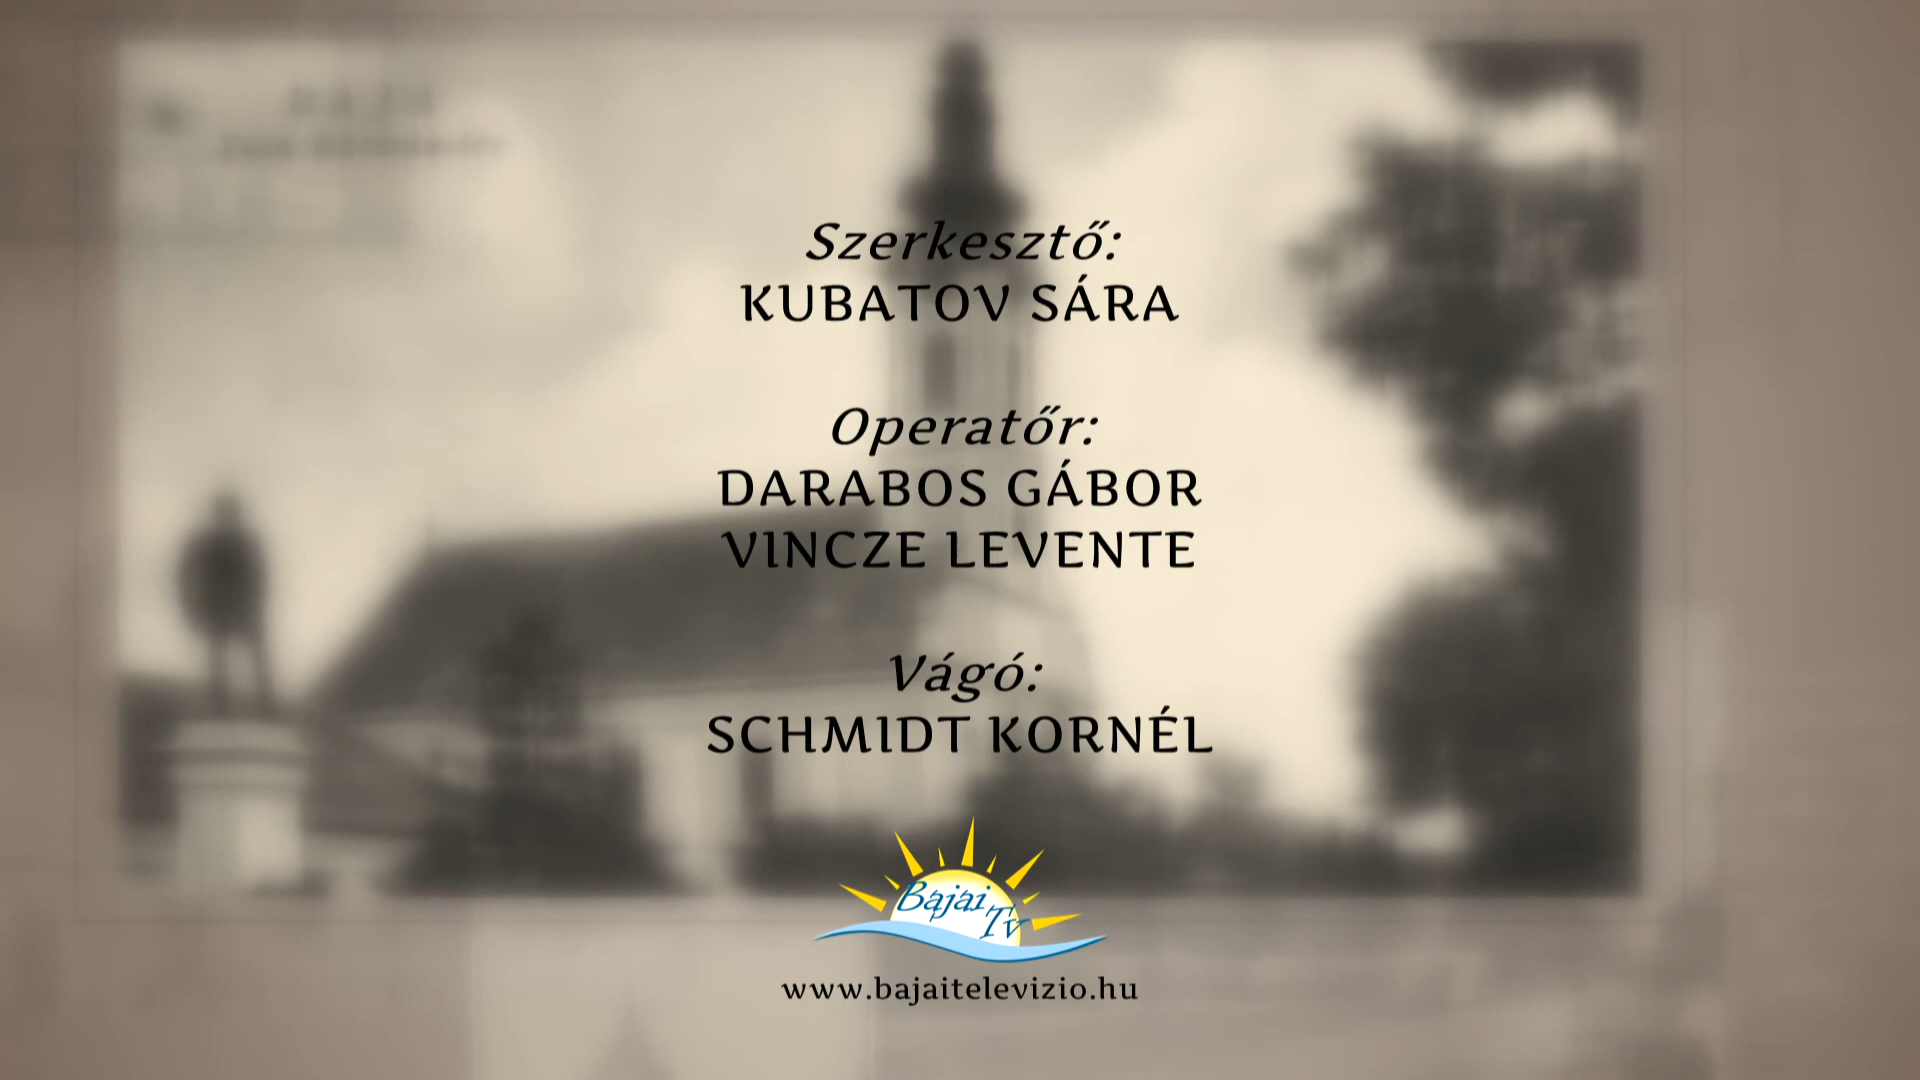 Szerkesztő:
KUBATOV SÁRA
Operatőr:
DARABOS GÁBOR
VINCZE LEVENTE
Vágó:
SCHMIDT KORNÉL
Bajai
Tv
www.bajaitelevizio.hu